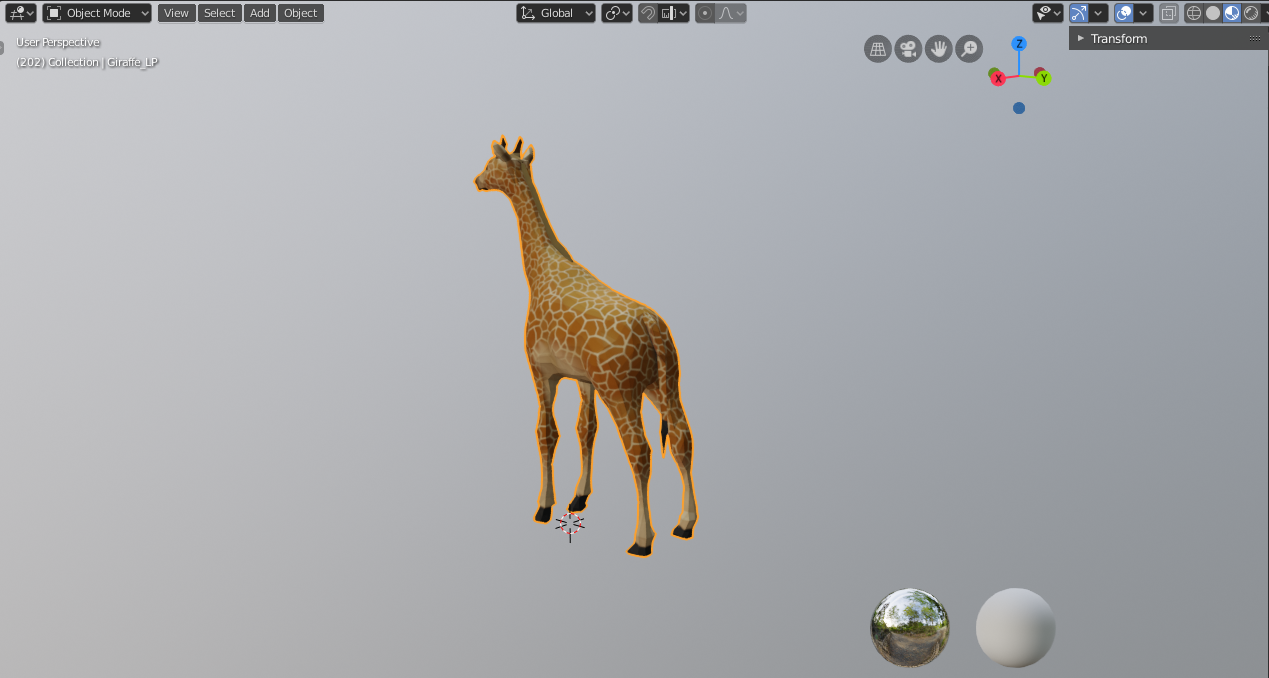 Object Mode View Select Add Object Global
User Perspective
(202) Collection | Giraffe_LP
Transform
Z
X Y